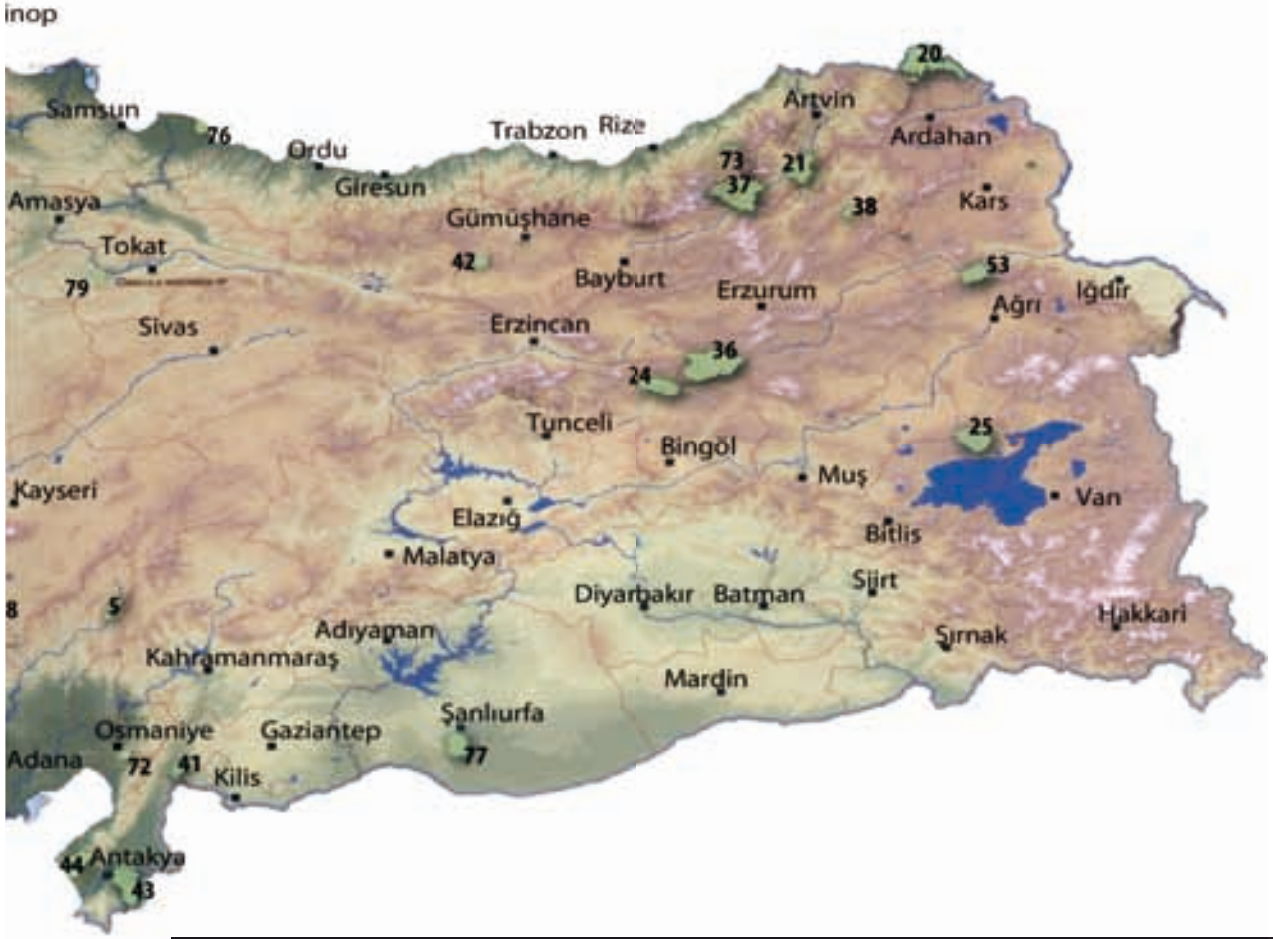 inop
20
Samsun
Artvin
76
Trabzon Rize
Ardahan
Ordu
73
21
Giresun
37
Amasya
Kars
38
Gümüşhane
Tokat
42
53
Bayburt
79
Erzurum
Iğdır
Ağrı
Sivas
Erzincan
36
24
Tunceli
25
Bingöl
Muş
Kayseri
Van
Elazığ
Bitlis
Malatya
Siirt
Diyarbakır
Batman
8
5
Hakkari
Adıyaman
Şırnak
Kahramanmaraş
Mardin
Şanlıurfa
Osmaniye
Gaziantep
77
Adana
72
41
Kilis
44
Antakya
43